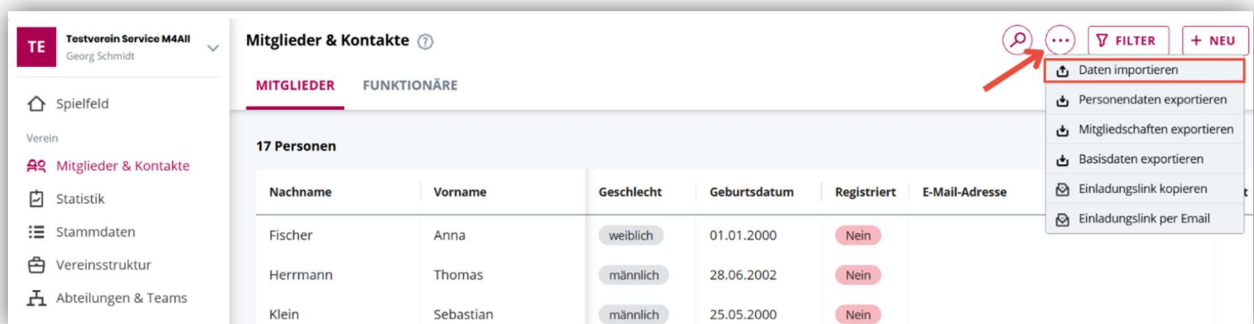 TE
Testverein Service M4All
Georg Schmidt
Spielfeld
Verein
Mitglieder & Kontakte
Statistik
Stammdaten
Vereinsstruktur
Abteilungen & Teams
Mitglieder & Kontakte ?
FILTER
+ NEU
MITGLIEDER FUNKTIONÄRE
Daten importieren
Personendaten exportieren
Mitgliedschaften exportieren
Basisdaten exportieren
Einladungslink kopieren
Einladungslink per Email
17 Personen
Nachname Vorname Geschlecht Geburtsdatum Registriert E-Mail-Adresse t
Fischer Anna weiblich 01.01.2000 Nein
Herrmann Thomas männlich 28.06.2002 Nein
Klein Sebastian männlich 25.05.2000 Nein